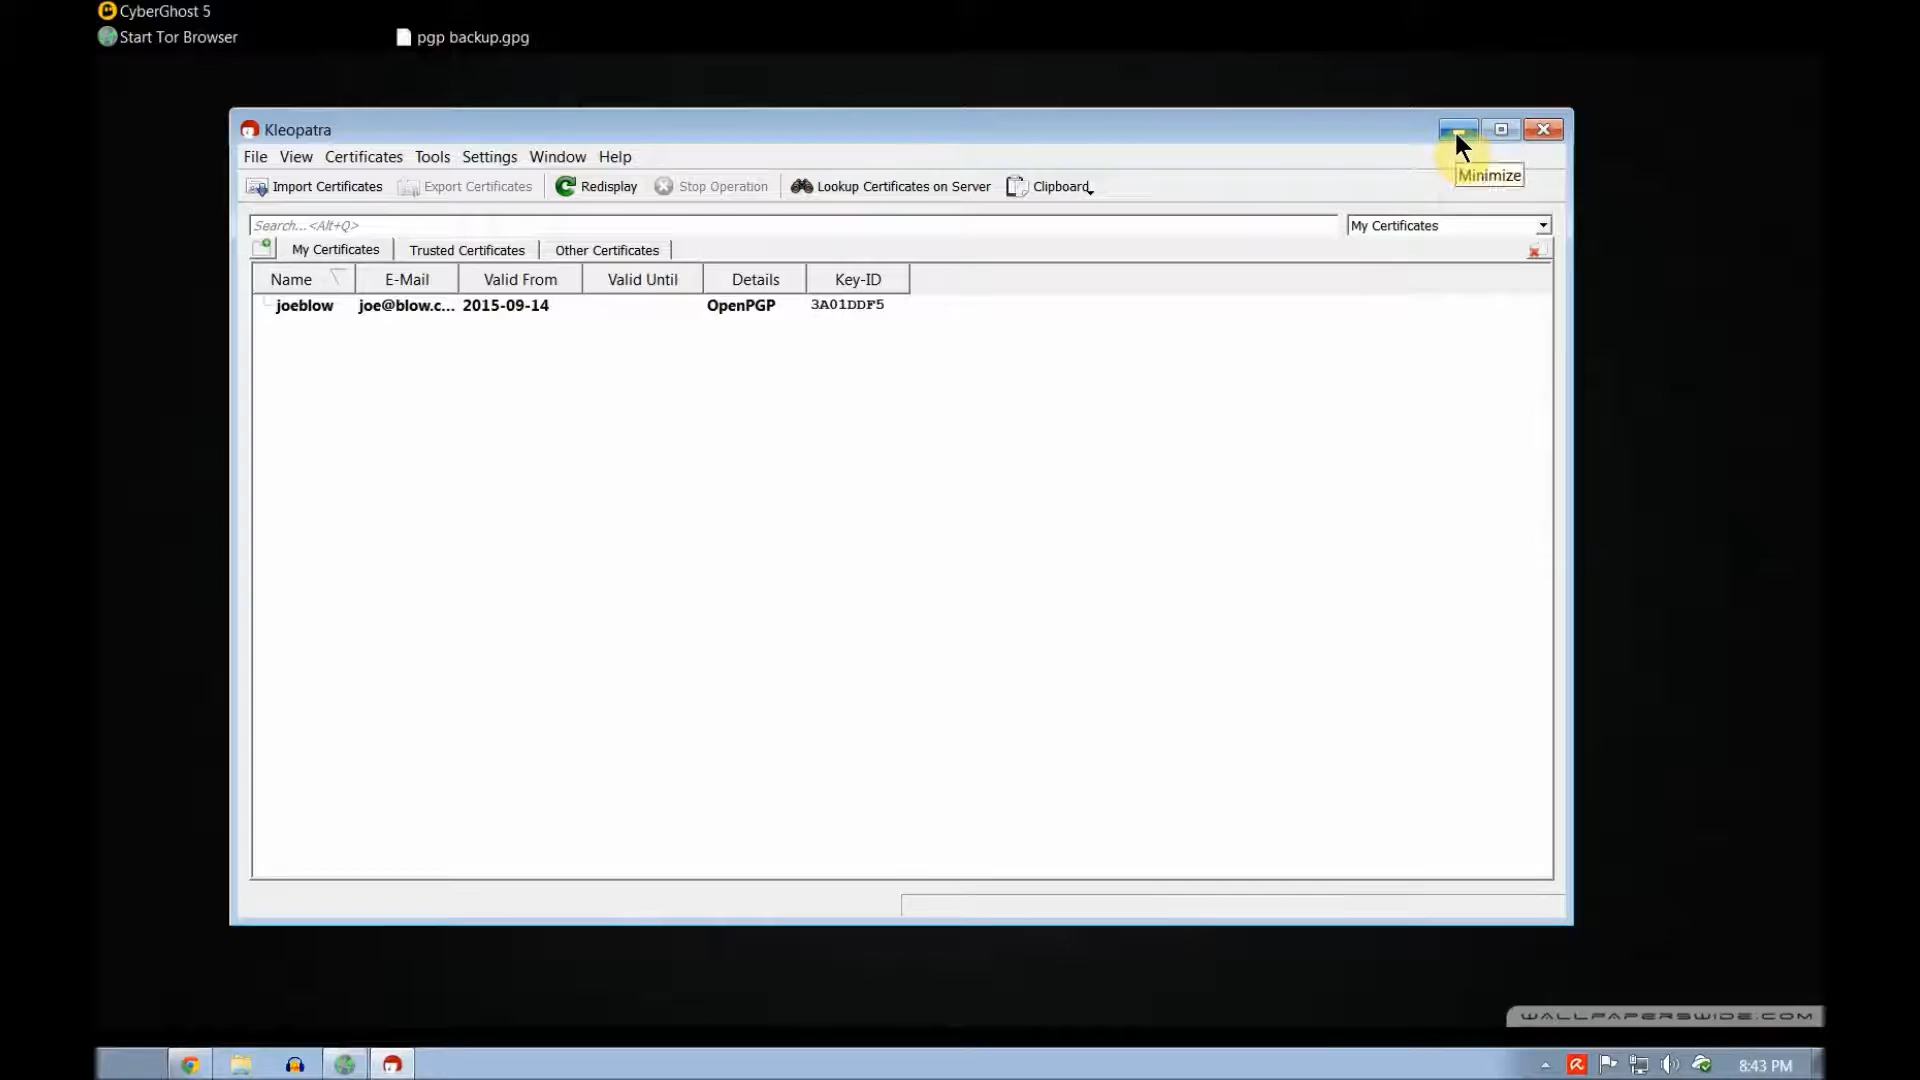 CyberGhost 5
Start Tor Browser
pgp backup.gpg
Kleopatra
File View Certificates Tools Settings Window Help
Minimize
Import Certificates Export Certificates Redisplay Stop Operation Lookup Certificates on Server Clipboard
Search... <Alt+Q> My Certificates
My Certificates Trusted Certificates Other Certificates
Name E-Mail Valid From Valid Until Details Key-ID
joeblow joe@blow.c... 2015-09-14 OpenPGP 3A01DDF5
WALLPAPERSWIDE.COM
8:43 PM